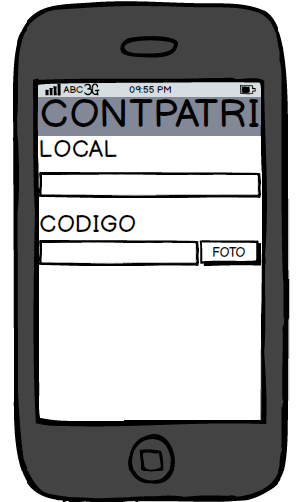 ABC 3G 09:55 PM
CONTPATRI
LOCAL
CODIGO
FOTO